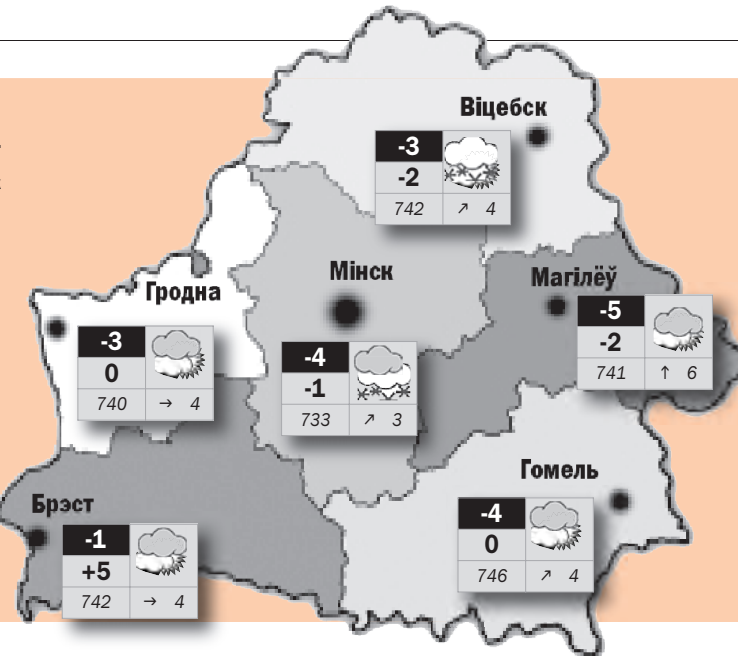 Віцебск
-3
-2
742 ↗ 4
Мінск
-4
-1
733 ↗ 3
Магілёў
-5
-2
741 ↑ 6
Гродна
-3
0
740 → 4
Брэст
-1
+5
742 → 4
Гомель
-4
0
746 ↗ 4